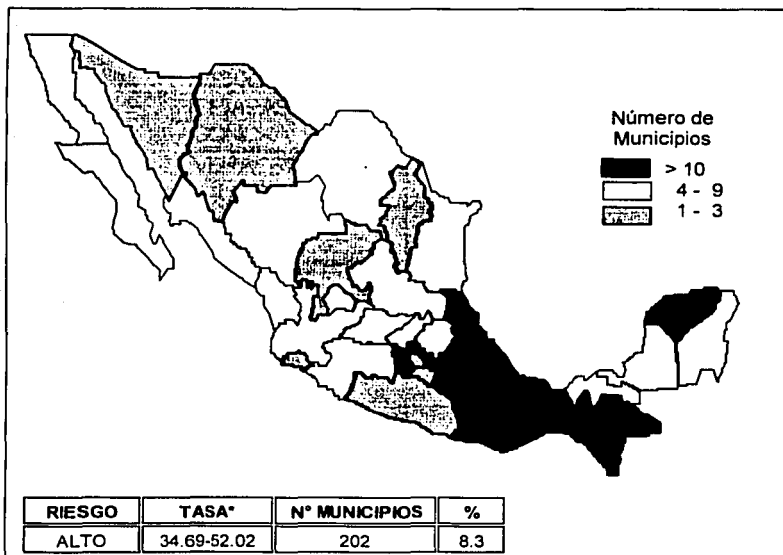 Número de
Municipios
> 10
4 - 9
1 - 3
RIESGO TASA* N° MUNICIPIOS %
ALTO 34.69-52.02 202 8.3